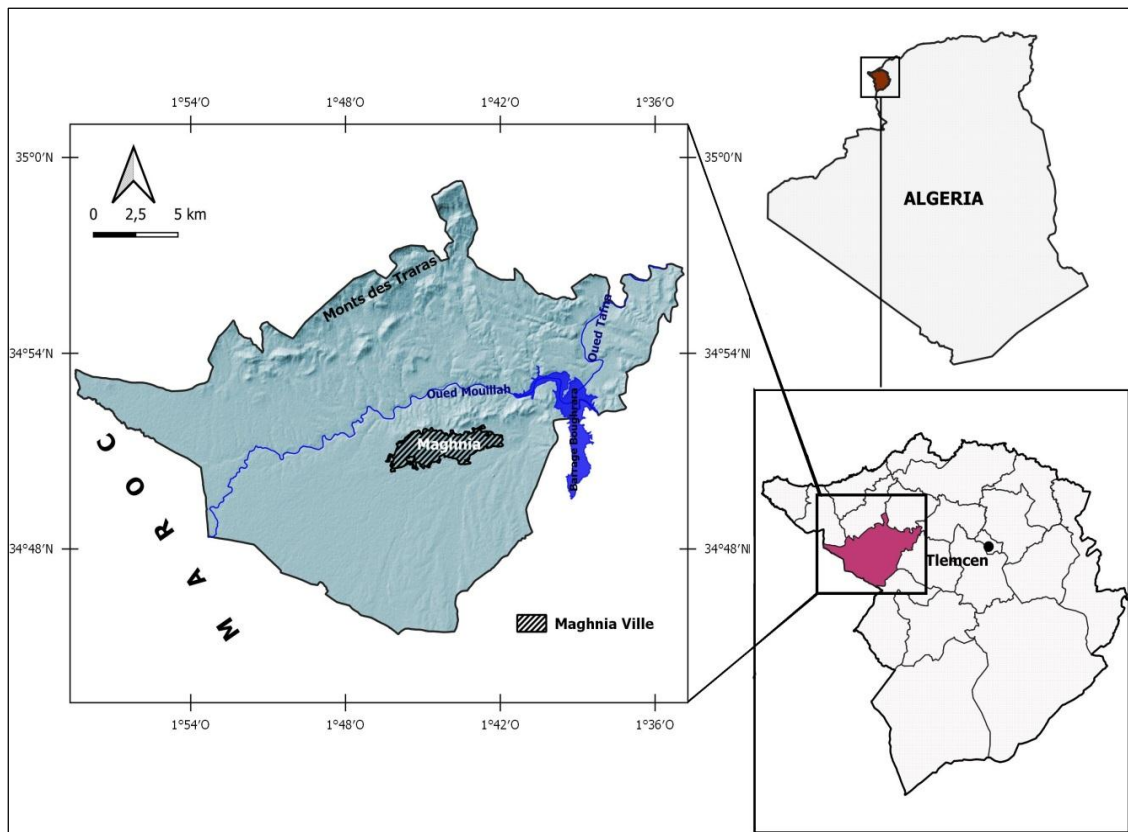 1°54′O 1°48′O 1°42′O 1°36′O
35°0′N 35°0′N
0 2,5 5 km
Monts des Traras
Oued Tafna
34°54′N 34°54′N
Oued Mouillah
Maghnia
Barrage Boughrara
MAROC
34°48′N 34°48′N
Maghnia Ville
1°54′O 1°48′O 1°42′O 1°36′O
ALGERIA
Tlemcen